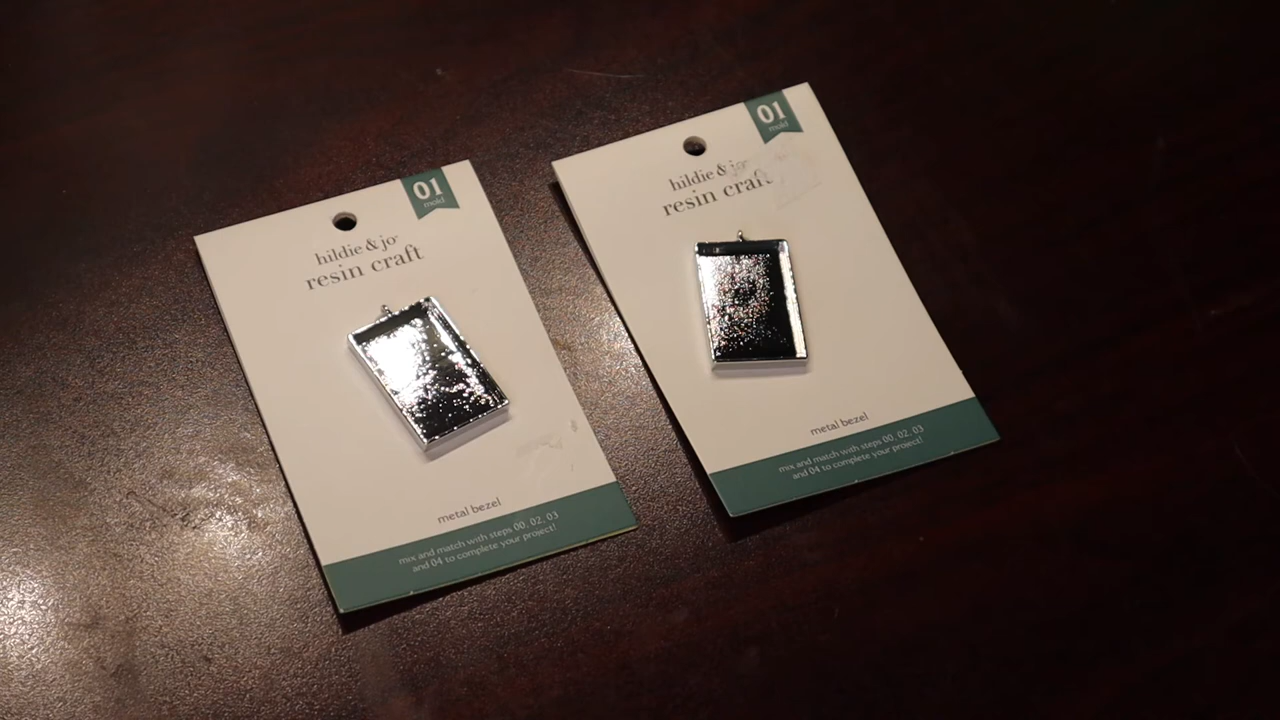 01
mold
hildie & jo™
resin craft
metal bezel
mix and match with steps 00, 02, 03
and 04 to complete your project!
01
mold
hildie & jo
resin craft
metal bezel
mix and match with steps 00, 02, 03
and 04 to complete your project!